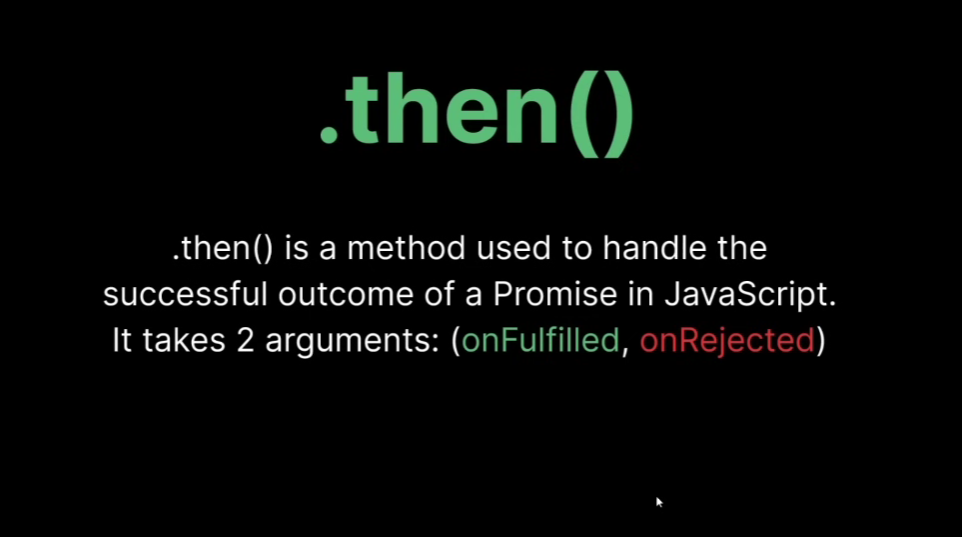 .then()
.then() is a method used to handle the
successful outcome of a Promise in JavaScript.
It takes 2 arguments: (onFulfilled, onRejected)